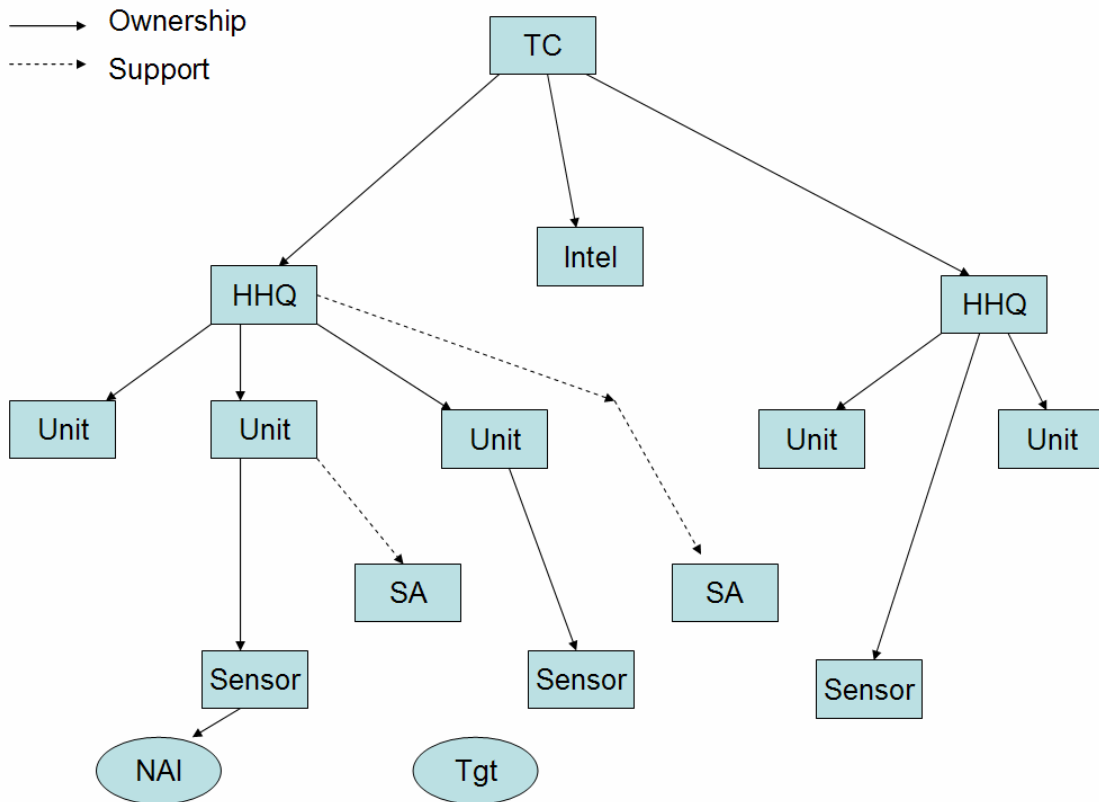 Ownership
Support
TC
Intel
HHQ
HHQ
Unit
Unit
Unit
Unit
Unit
SA
SA
Sensor
Sensor
Sensor
NAI
Tgt